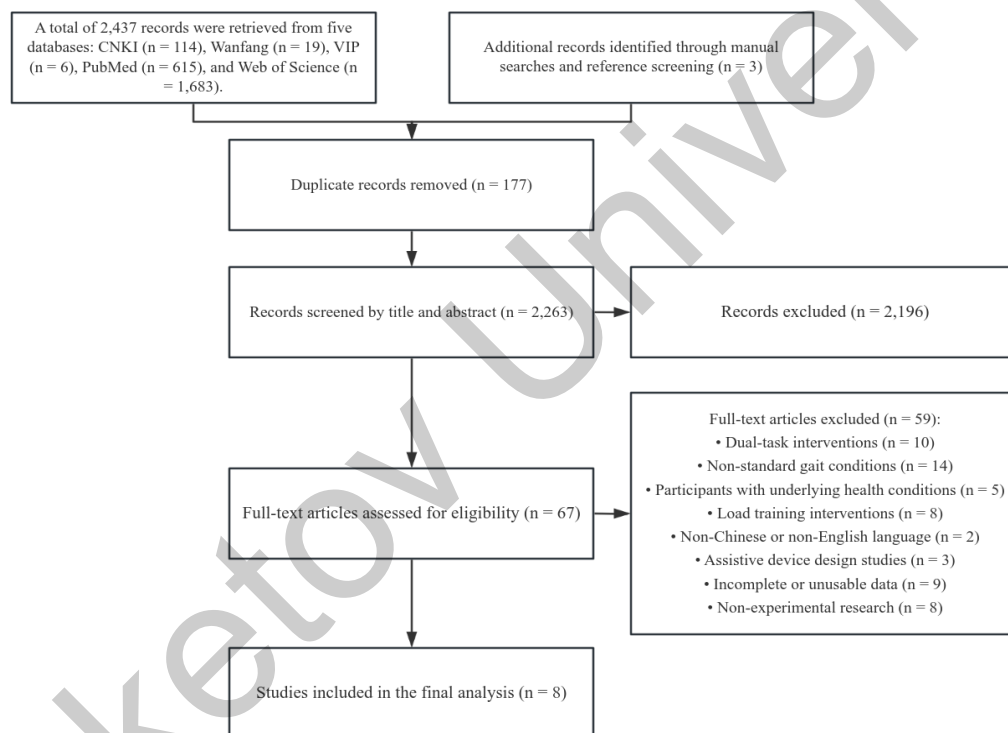 A total of 2,437 records were retrieved from five
databases: CNKI (n = 114), Wanfang (n = 19), VIP
(n = 6), PubMed (n = 615), and Web of Science (n
= 1,683).
Additional records identified through manual
searches and reference screening (n = 3)
Duplicate records removed (n = 177)
Records screened by title and abstract (n = 2,263)
Records excluded (n = 2,196)
Full-text articles assessed for eligibility (n = 67)
Full-text articles excluded (n = 59):
• Dual-task interventions (n = 10)
• Non-standard gait conditions (n = 14)
• Participants with underlying health conditions (n = 5)
• Load training interventions (n = 8)
• Non-Chinese or non-English language (n = 2)
• Assistive device design studies (n = 3)
• Incomplete or unusable data (n = 9)
• Non-experimental research (n = 8)
Studies included in the final analysis (n = 8)
ketov Univer